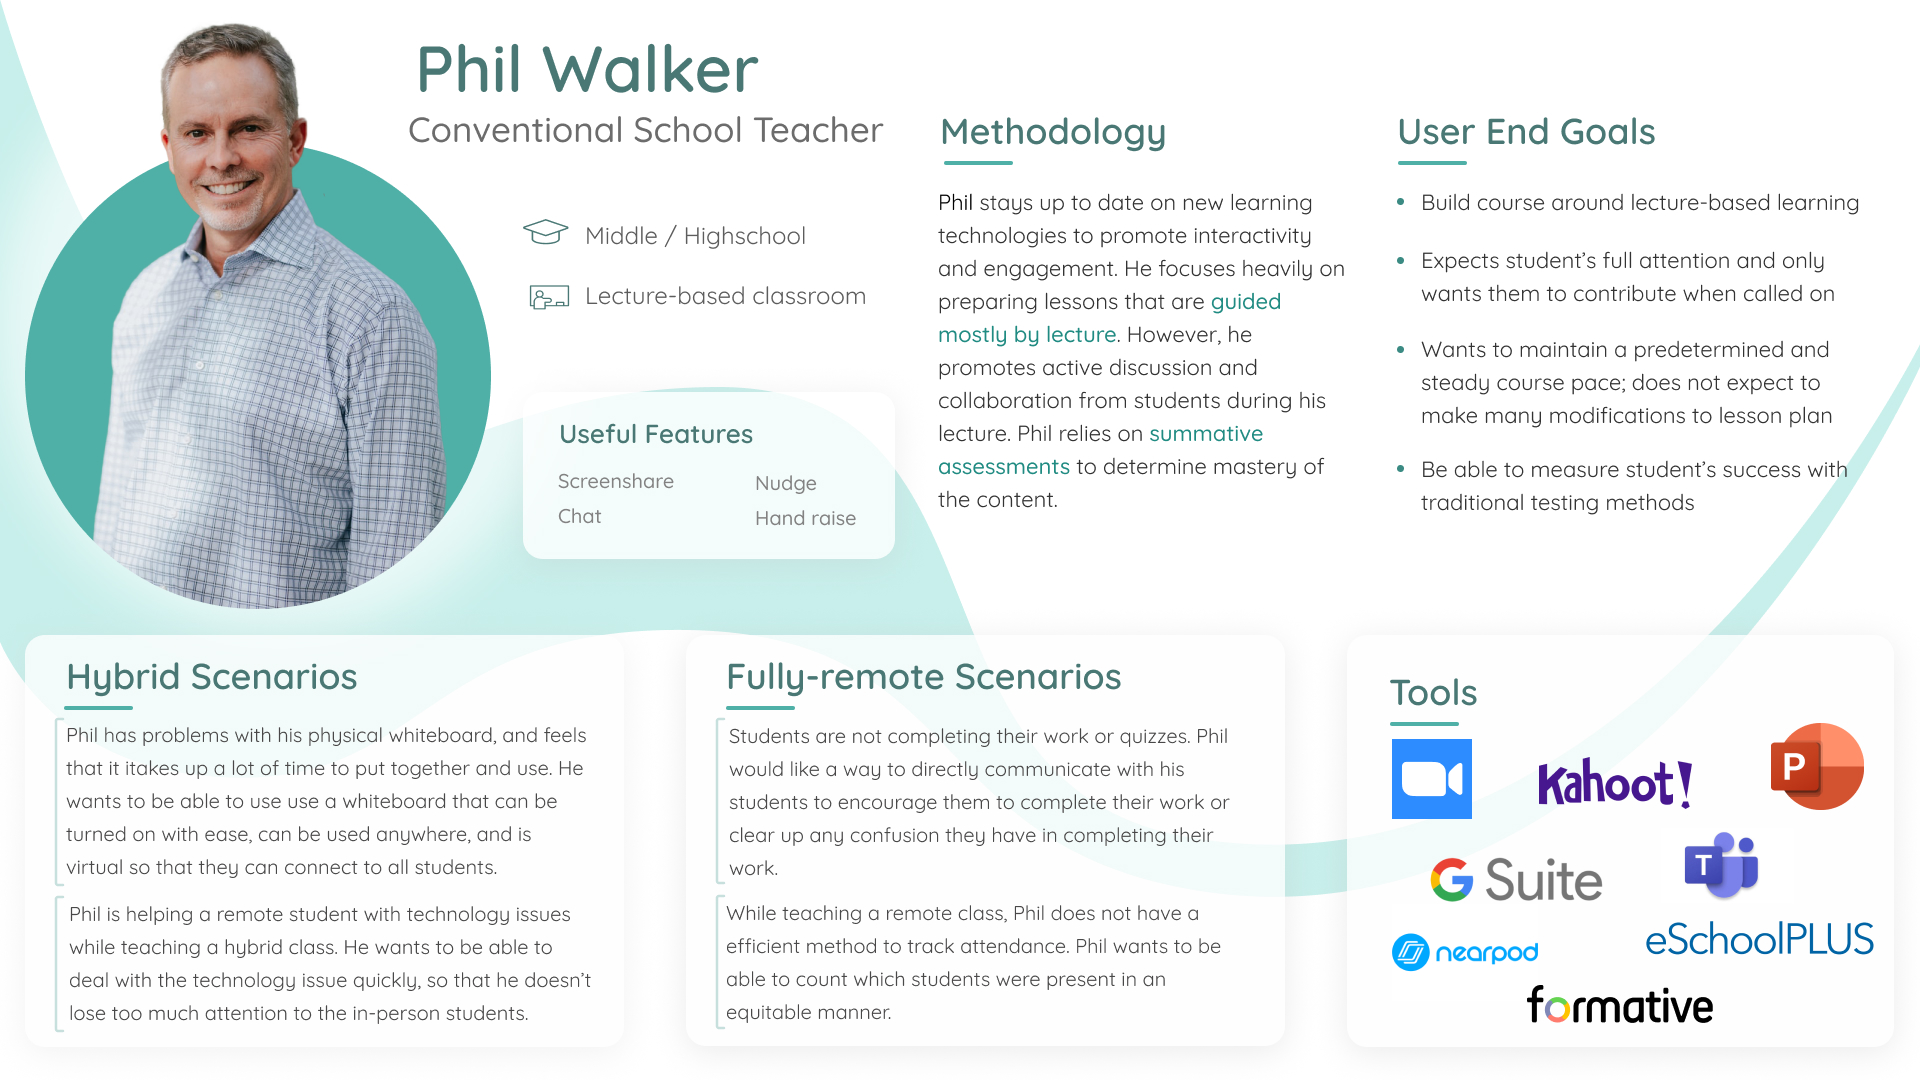 Phil Walker
Conventional School Teacher
Middle / Highschool
Lecture-based classroom
Useful Features
Screenshare
Nudge
Chat
Hand raise
Methodology
Phil stays up to date on new learning
technologies to promote interactivity
and engagement. He focuses heavily on
preparing lessons that are guided
mostly by lecture. However, he
promotes active discussion and
collaboration from students during his
lecture. Phil relies on summative
assessments to determine mastery of
the content.
User End Goals
• Build course around lecture-based learning
• Expects student’s full attention and only
wants them to contribute when called on
• Wants to maintain a predetermined and
steady course pace; does not expect to
make many modifications to lesson plan
• Be able to measure student’s success with
traditional testing methods
Hybrid Scenarios
Phil has problems with his physical whiteboard, and feels
that it itakes up a lot of time to put together and use. He
wants to be able to use use a whiteboard that can be
turned on with ease, can be used anywhere, and is
virtual so that they can connect to all students.
Phil is helping a remote student with technology issues
while teaching a hybrid class. He wants to be able to
deal with the technology issue quickly, so that he doesn’t
lose too much attention to the in-person students.
Fully-remote Scenarios
Students are not completing their work or quizzes. Phil
would like a way to directly communicate with his
students to encourage them to complete their work or
clear up any confusion they have in completing their
work.
While teaching a remote class, Phil does not have a
efficient method to track attendance. Phil wants to be
able to count which students were present in an
equitable manner.
Tools
Kahoot!
P
G Suite
T
nearpod
eSchoolPLUS
formative